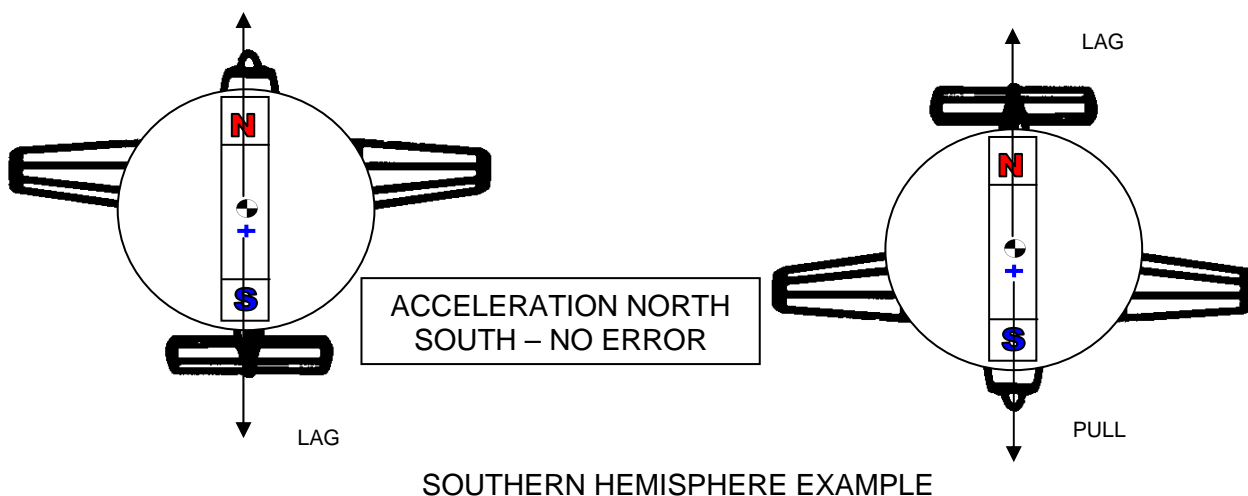 N
S
LAG
ACCELERATION NORTH
SOUTH – NO ERROR
LAG
N
S
PULL
SOUTHERN HEMISPHERE EXAMPLE